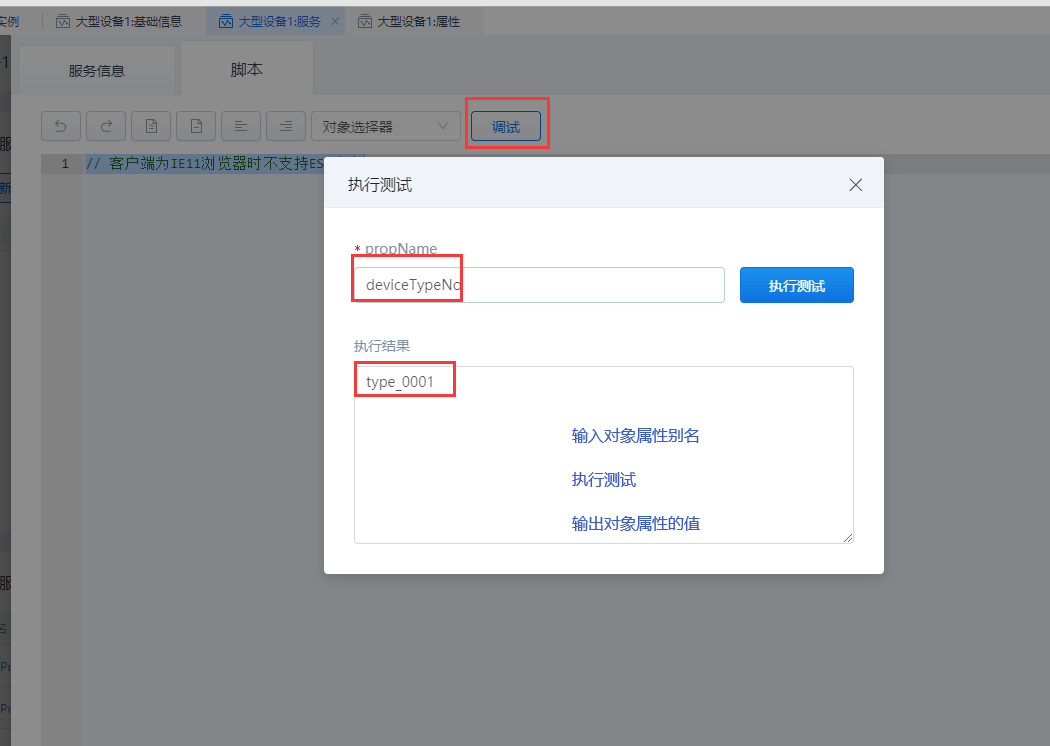 实例
大型设备1:基础信息
大型设备1:服务
大型设备1:属性
服务信息
脚本
对象选择器
调试
1 // 客户端为IE11浏览器时不支持ES
执行测试
* propName
deviceTypeNo
执行测试
执行结果
type_0001
输入对象属性别名
执行测试
输出对象属性的值